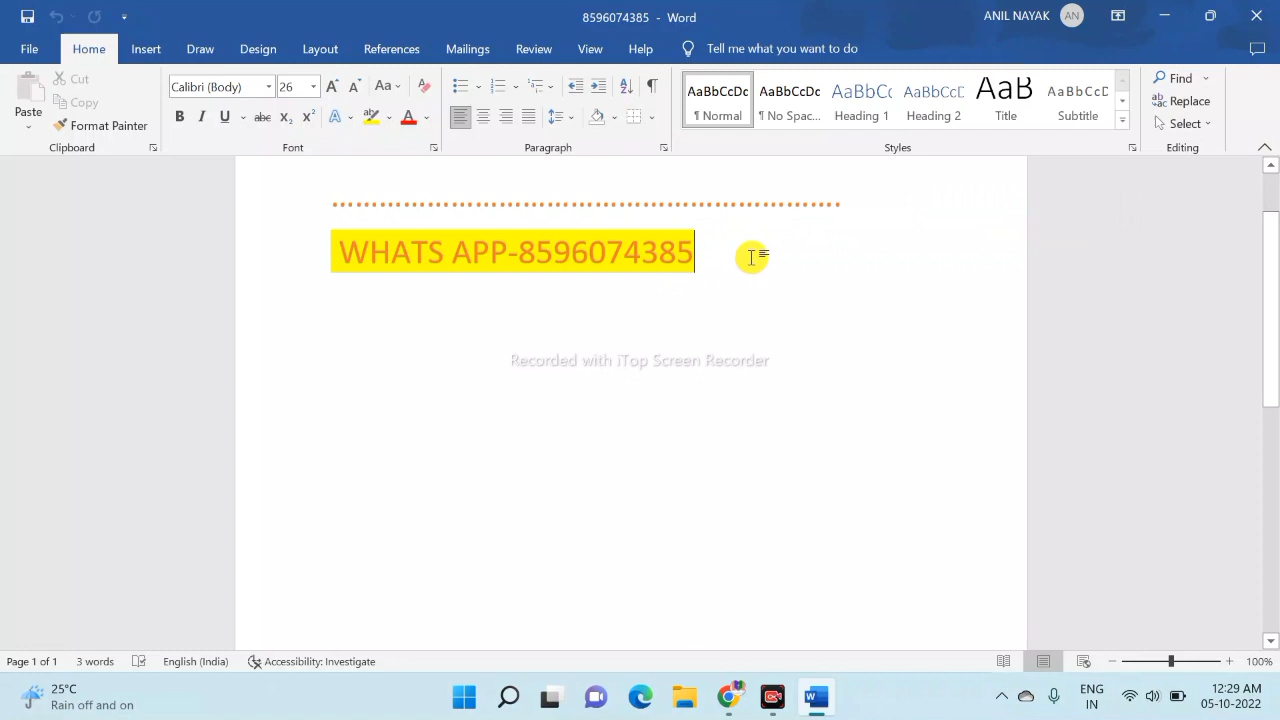 8596074385 - Word
ANIL NAYAK AN
File Home Insert Draw Design Layout References Mailings Review View Help Tell me what you want to do
Paste
Cut
Copy
Format Painter
Clipboard
Calibri (Body) 26
Font
Paragraph
AaBbCcDc AaBbCcDc AaBbCc AaBbCcD AaB AaBbCcD
¶ Normal ¶ No Spac... Heading 1 Heading 2 Title Subtitle
Styles
Find
Replace
Select
Editing
WHATS APP-8596074385
Recorded with iTop Screen Recorder
Page 1 of 1 3 words English (India) Accessibility: Investigate 100%
25°C
Rain off and on
ENG
IN
12:29 AM
05-10-2022